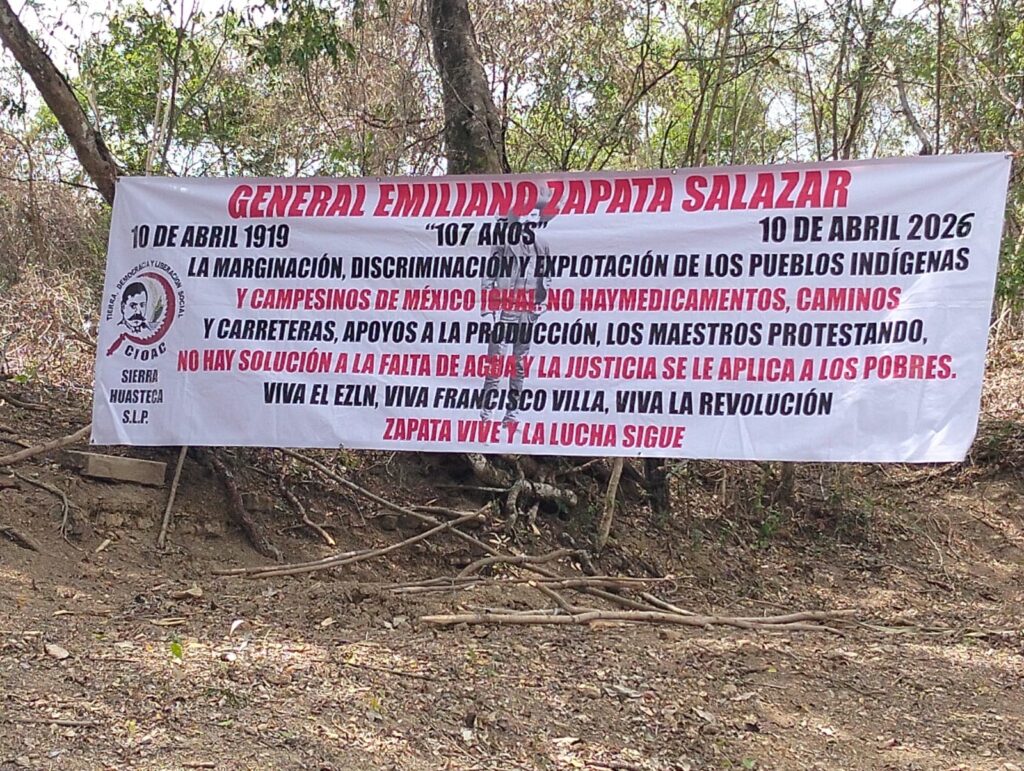 GENERAL EMILIANO ZAPATA SALAZAR
10 DE ABRIL 1919 "107 AÑOS" 10 DE ABRIL 2026
LA MARGINACIÓN, DISCRIMINACIÓN Y EXPLOTACIÓN DE LOS PUEBLOS INDÍGENAS
Y CAMPESINOS DE MÉXICO IGUAL. NO HAYMEDICAMENTOS, CAMINOS
Y CARRETERAS, APOYOS A LA PRODUCCIÓN, LOS MAESTROS PROTESTANDO,
NO HAY SOLUCIÓN A LA FALTA DE AGUA Y LA JUSTICIA SE LE APLICA A LOS POBRES.
VIVA EL EZLN, VIVA FRANCISCO VILLA, VIVA LA REVOLUCIÓN
ZAPATA VIVE Y LA LUCHA SIGUE
TIERRA, DEMOCRACIA Y LIBERACIÓN SOCIAL
CIOAC
SIERRA
HUASTECA
S.L.P.